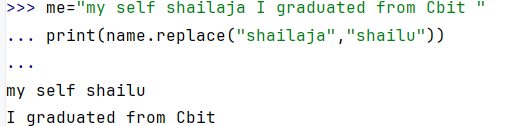 >>> me="my self shailaja I graduated from Cbit "
... print(name.replace("shailaja","shailu"))
...
my self shailu
I graduated from Cbit